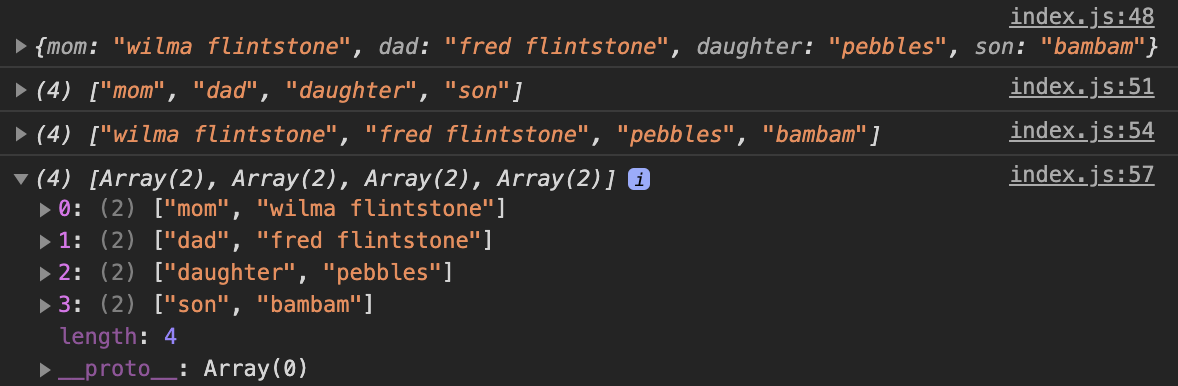 index.js:48
{mom: "wilma flintstone", dad: "fred flintstone", daughter: "pebbles", son: "bambam"}
(4) ["mom", "dad", "daughter", "son"] index.js:51
(4) ["wilma flintstone", "fred flintstone", "pebbles", "bambam"] index.js:54
(4) [Array(2), Array(2), Array(2), Array(2)] i index.js:57
0: (2) ["mom", "wilma flintstone"]
1: (2) ["dad", "fred flintstone"]
2: (2) ["daughter", "pebbles"]
3: (2) ["son", "bambam"]
length: 4
__proto__: Array(0)